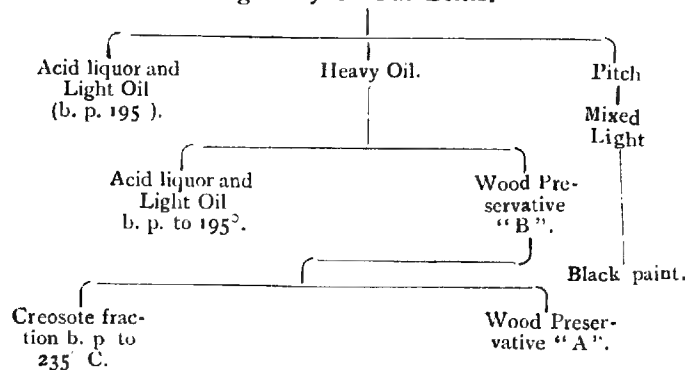 Acid liquor and
Light Oil
(b. p. 195 ).
Heavy Oil.
Pitch
Mixed
Light
Acid liquor and
Light Oil
b. p. to 195°.
Wood Pre-
servative
"B".
Black paint.
Creosote frac-
tion b. p to
235° C.
Wood Preser-
vative "A".